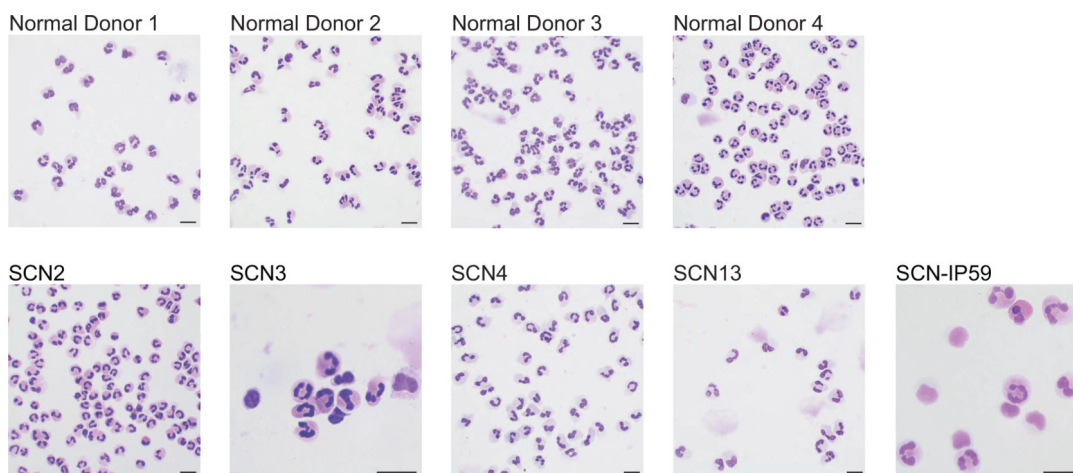 Normal Donor 1
Normal Donor 2
Normal Donor 3
Normal Donor 4
SCN2
SCN3
SCN4
SCN13
SCN-IP59